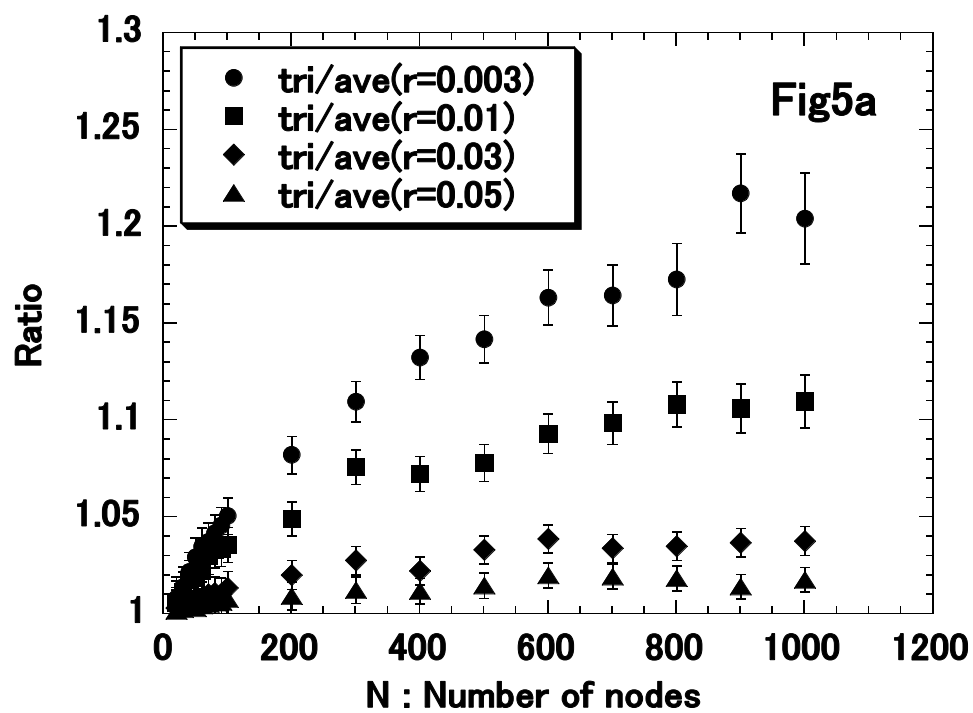 1.3
1.25
1.2
1.15
1.1
1.05
1
Ratio
tri/ave(r=0.003)
tri/ave(r=0.01)
tri/ave(r=0.03)
tri/ave(r=0.05)
Fig5a
0 200 400 600 800 1000 1200
N : Number of nodes